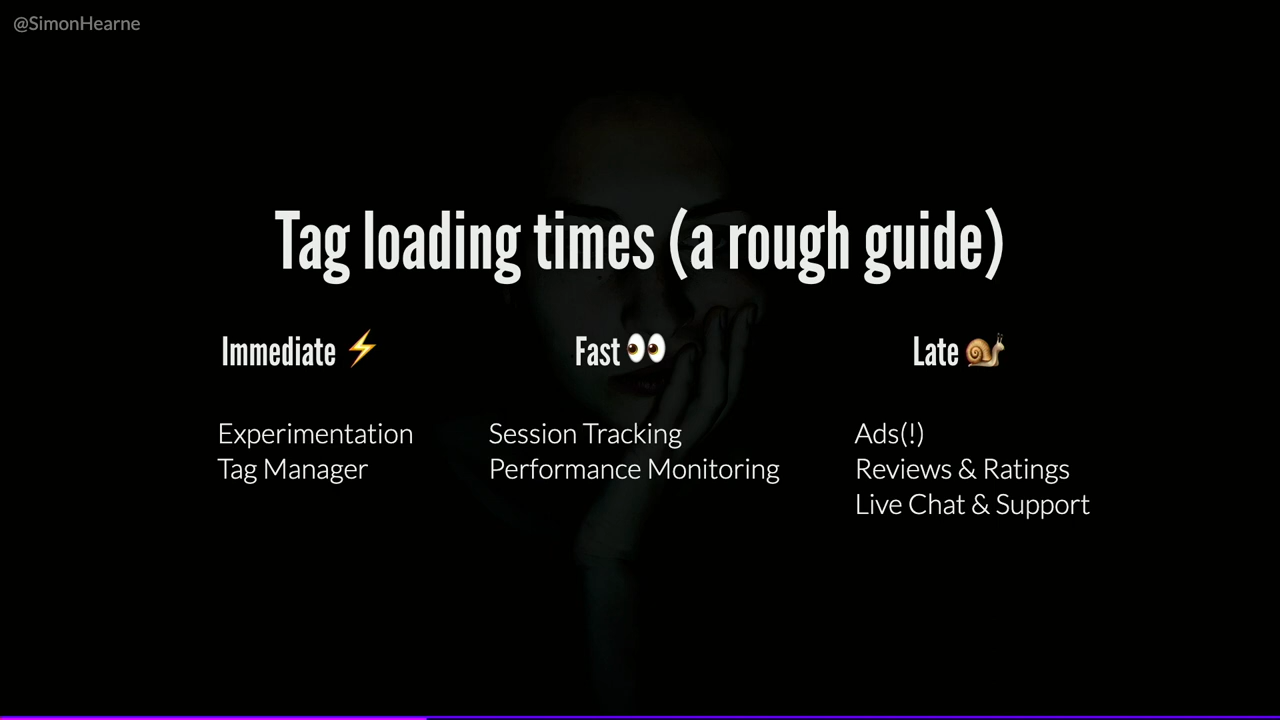 @SimonHearne
Tag loading times (a rough guide)
Immediate ⚡
Experimentation
Tag Manager
Fast 👀
Session Tracking
Performance Monitoring
Late 🐌
Ads(!)
Reviews & Ratings
Live Chat & Support